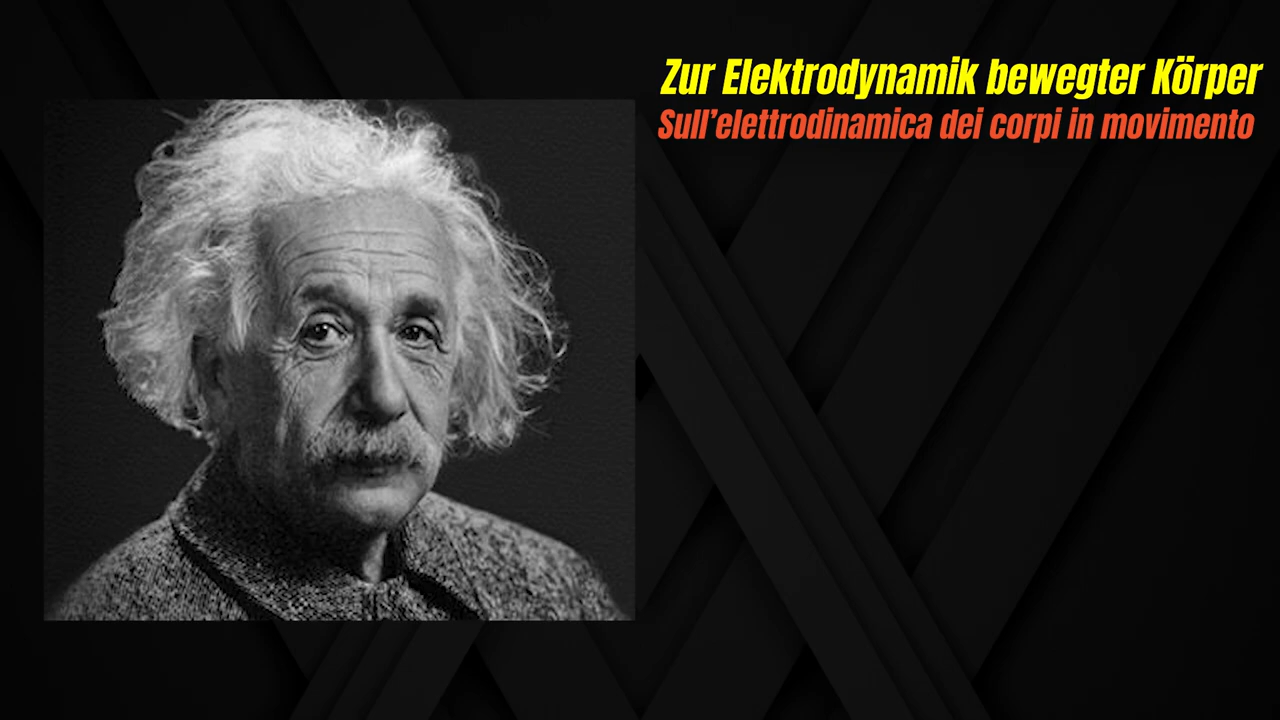 Zur Elektrodynamik bewegter Körper
Sull'elettrodinamica dei corpi in movimento